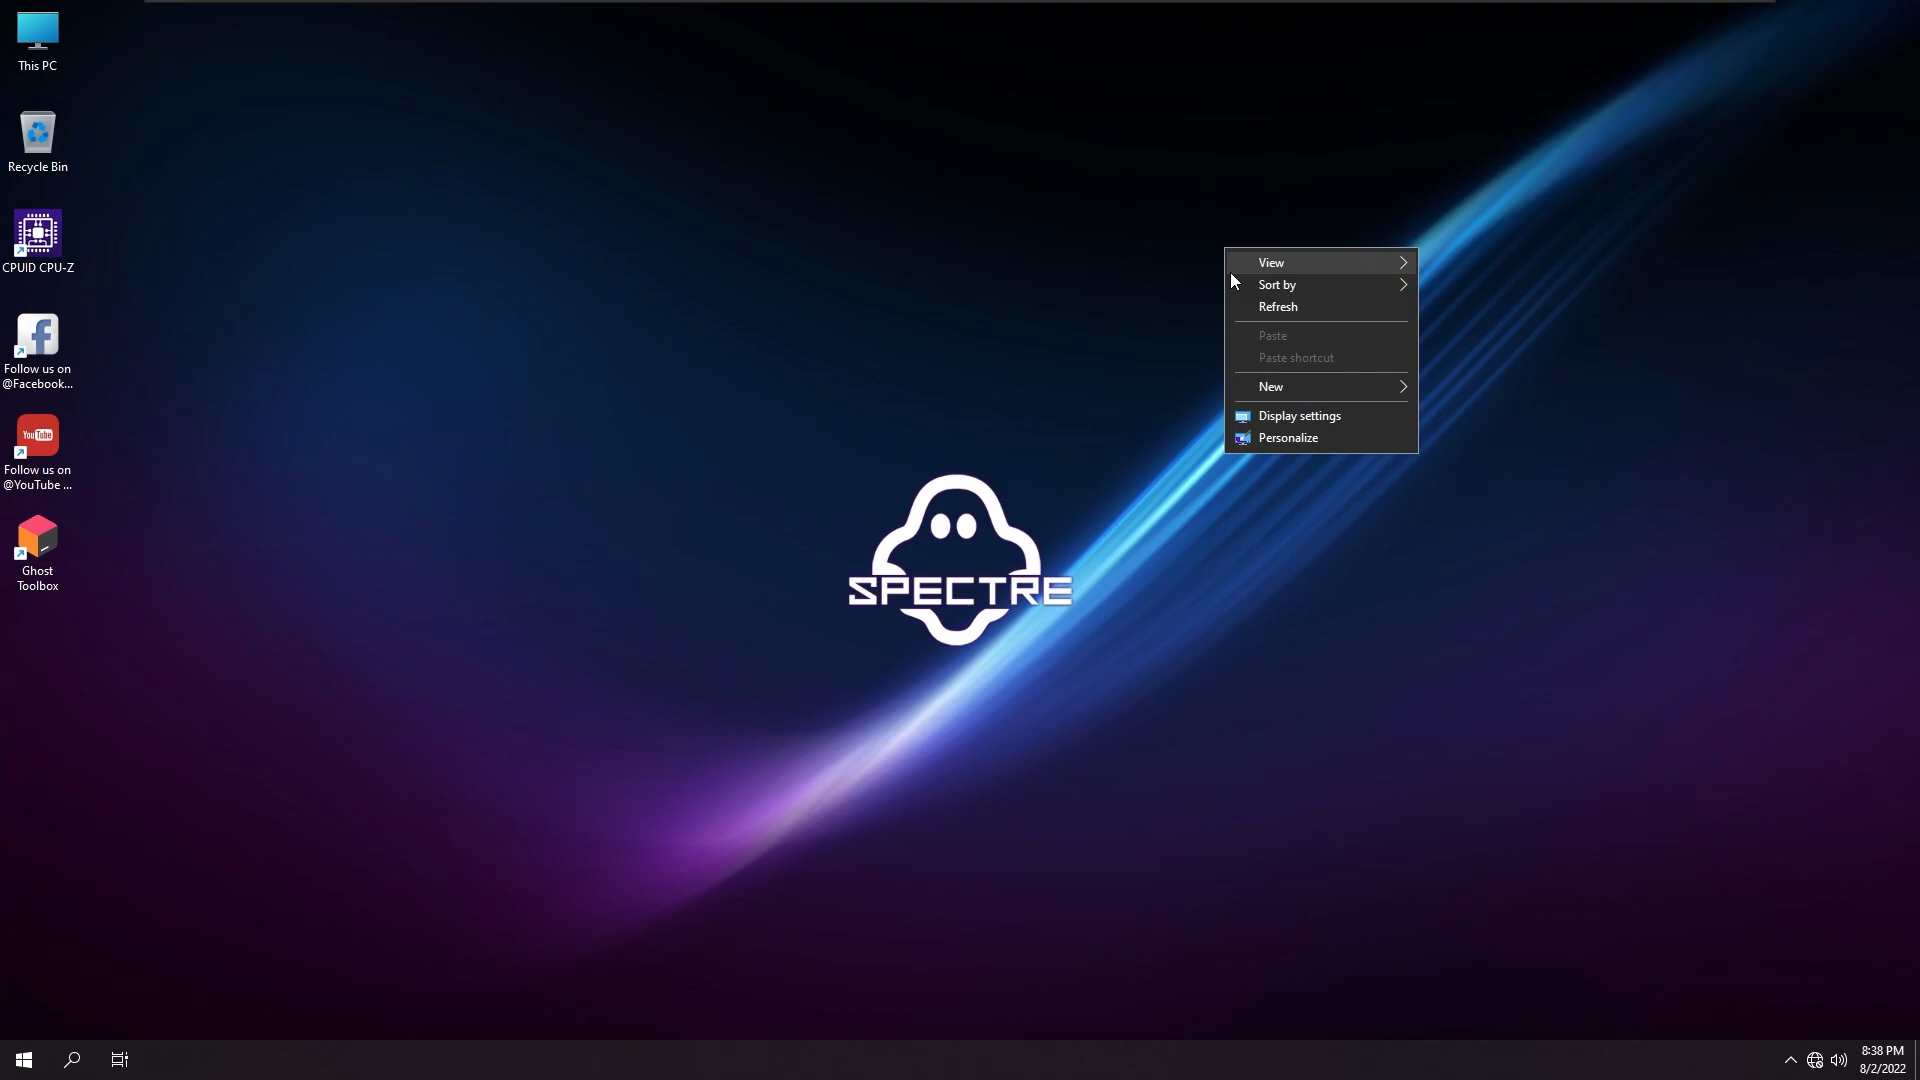 This PC
Recycle Bin
CPUID CPU-Z
Follow us on
@Facebook...
YouTube
Follow us on
@YouTube ...
Ghost
Toolbox
View
Sort by
Refresh
Paste
Paste shortcut
New
Display settings
Personalize
SPECTRE
8:38 PM
8/2/2022